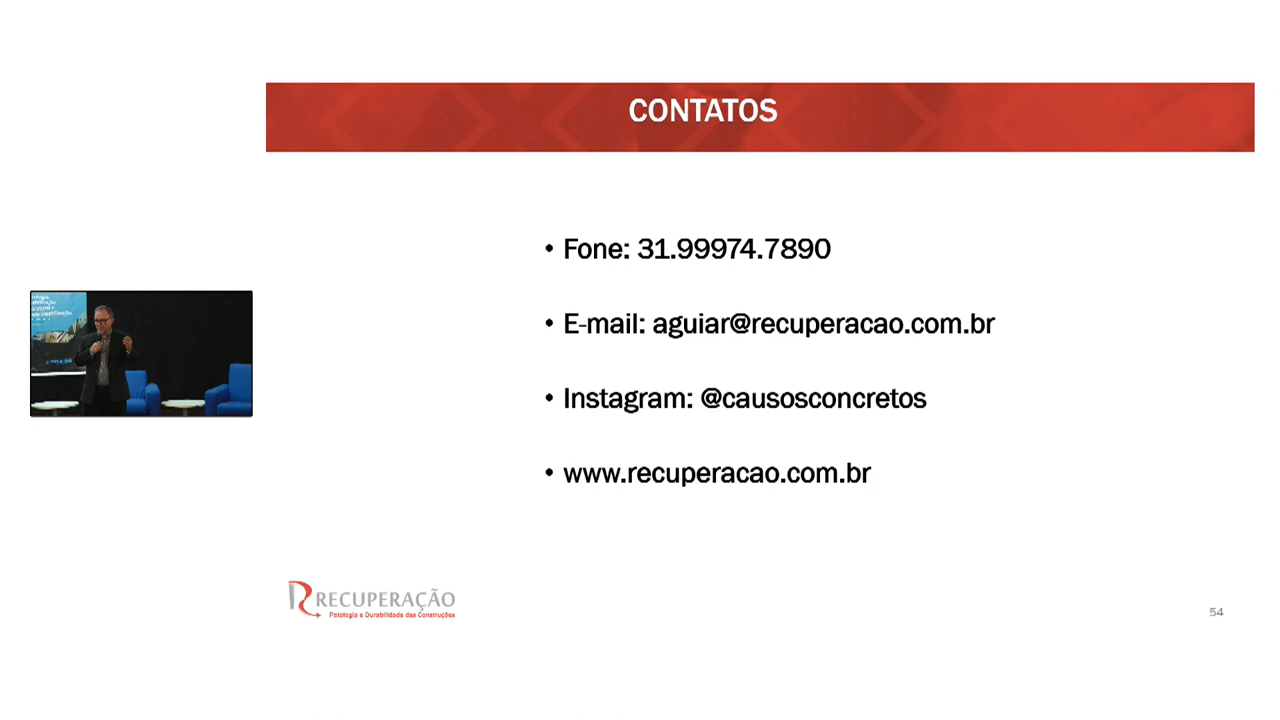 CONTATOS
• Fone: 31.99974.7890
• E-mail: aguiar@recuperacao.com.br
• Instagram: @causosconcretos
• www.recuperacao.com.br
RECUPERAÇÃO
Patologia e Durabilidade das Construções
54